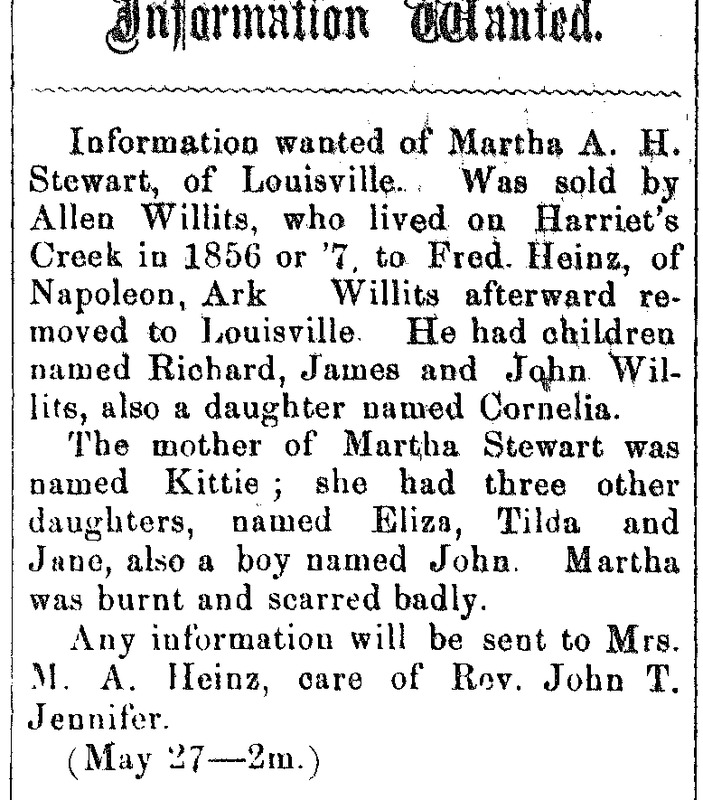 Information Wanted.
Information wanted of Martha A. H.
Stewart, of Louisville. Was sold by
Allen Willits, who lived on Harriet's
Creek in 1856 or '7, to Fred. Heinz, of
Napoleon, Ark Willits afterward re-
moved to Louisville. He had children
named Richard, James and John Wil-
lits, also a daughter named Cornelia.
The mother of Martha Stewart was
named Kittie ; she had three other
daughters, named Eliza, Tilda and
Jane, also a boy named John. Martha
was burnt and scarred badly.
Any information will be sent to Mrs.
M. A. Heinz, care of Rev. John T.
Jennifer.
(May 27—2m.)